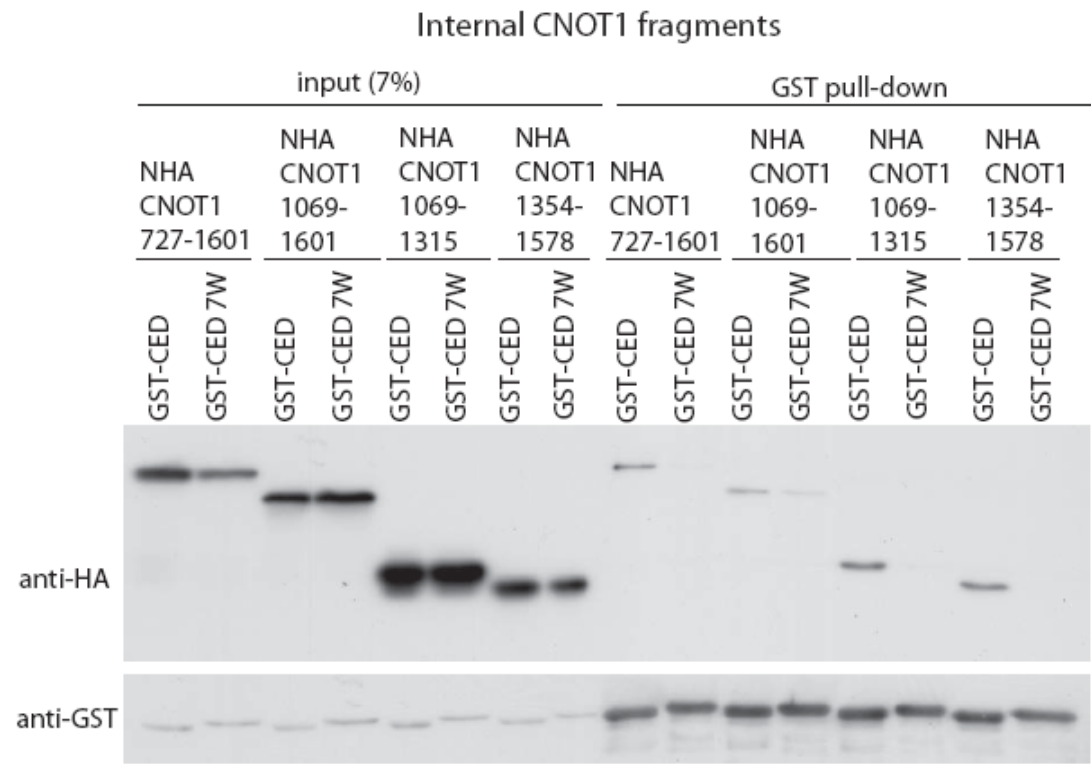 Internal CNOT1 fragments
input (7%)
GST pull-down
NHA
CNOT1
727-1601
NHA
CNOT1
1069-
1601
NHA
CNOT1
1069-
1315
NHA
CNOT1
1354-
1578
NHA
CNOT1
727-1601
NHA
CNOT1
1069-
1601
NHA
CNOT1
1069-
1315
NHA
CNOT1
1354-
1578
GST-CED
GST-CED 7W
GST-CED
GST-CED 7W
GST-CED
GST-CED 7W
GST-CED
GST-CED 7W
GST-CED
GST-CED 7W
GST-CED
GST-CED 7W
GST-CED
GST-CED 7W
GST-CED
GST-CED 7W
anti-HA
anti-GST